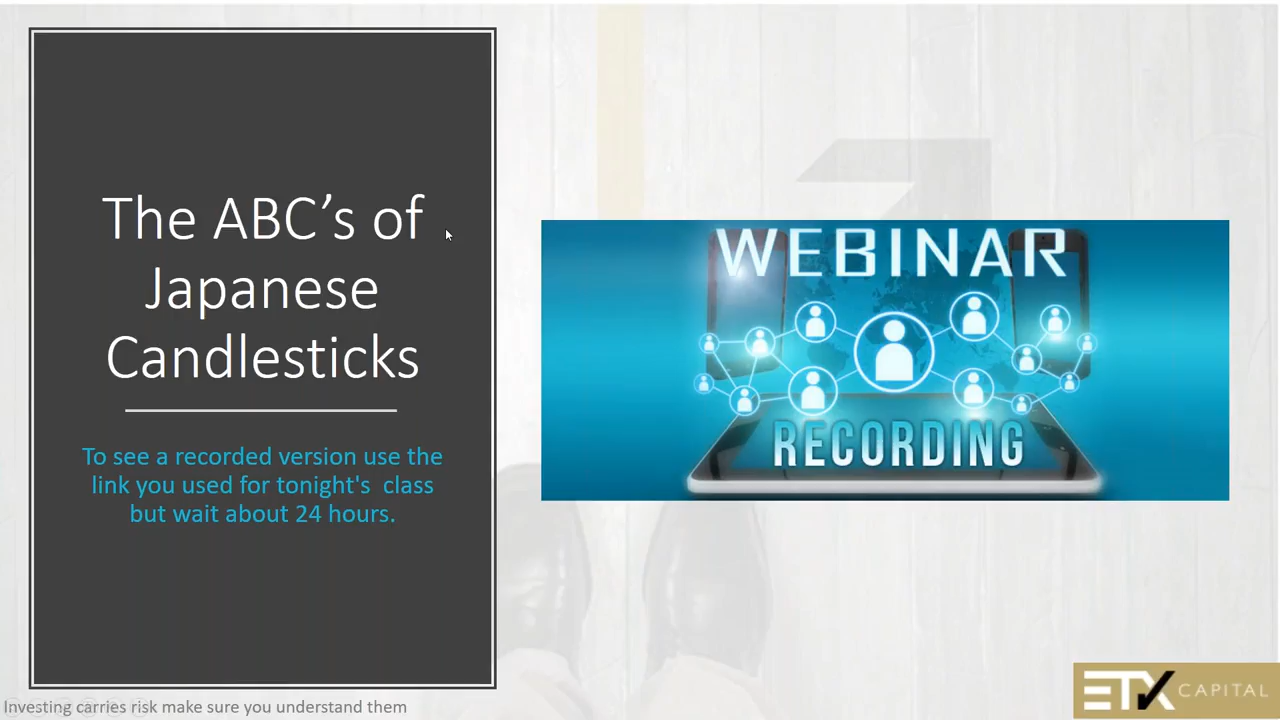 The ABC’s of
Japanese
Candlesticks
To see a recorded version use the
link you used for tonight's  class
but wait about 24 hours.
WEBINAR
RECORDING
Investing carries risk make sure you understand them
ETX CAPITAL